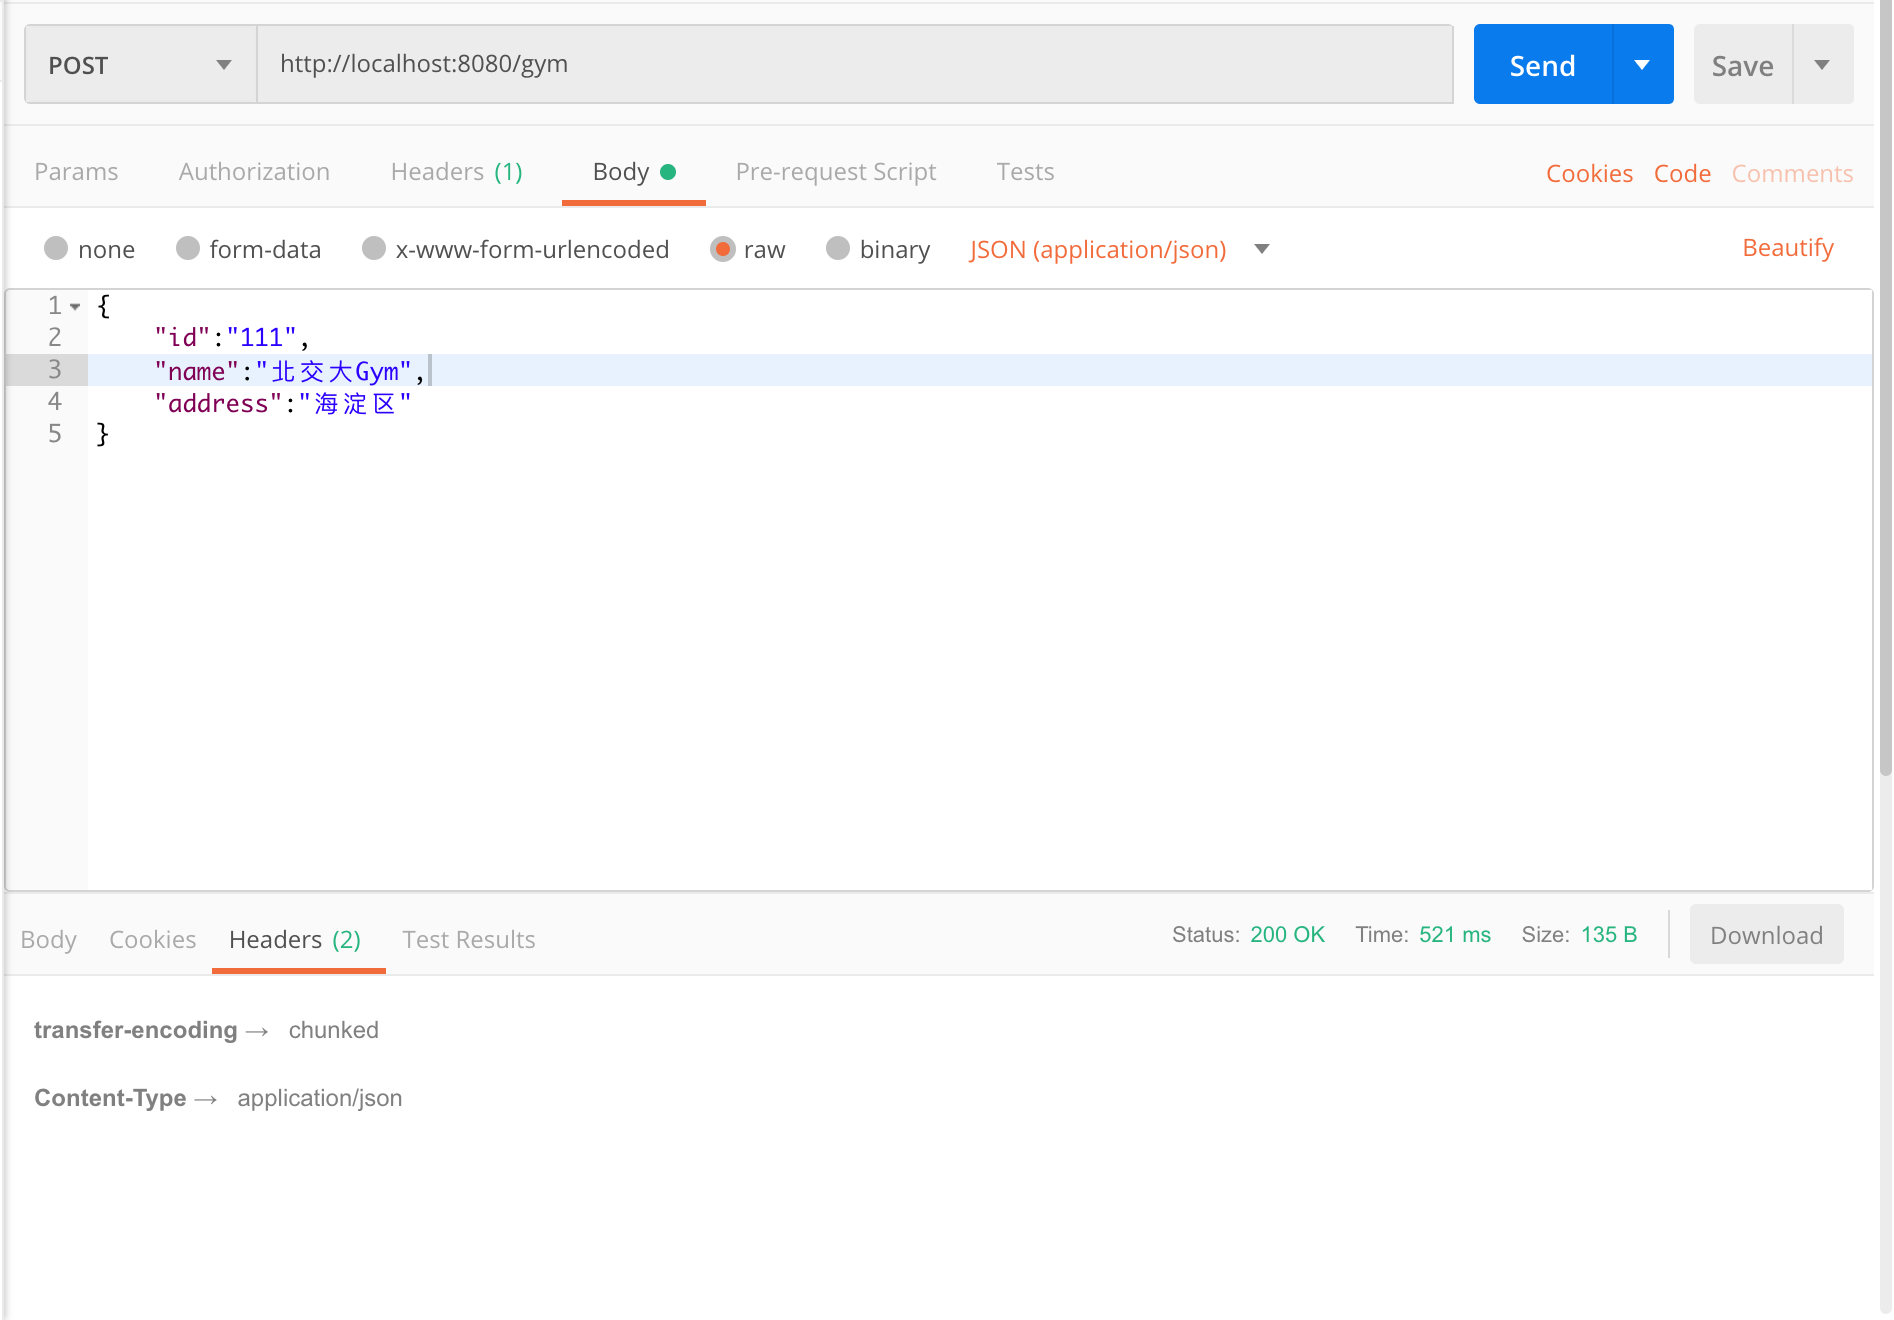 POST http://localhost:8080/gym Send Save
Params Authorization Headers (1) Body Pre-request Script Tests Cookies Code Comments
none form-data x-www-form-urlencoded raw binary JSON (application/json) Beautify
1 {
2 "id":"111",
3 "name":"北交大Gym",
4 "address":"海淀区"
5 }
Body Cookies Headers (2) Test Results Status: 200 OK Time: 521 ms Size: 135 B Download
transfer-encoding → chunked
Content-Type → application/json